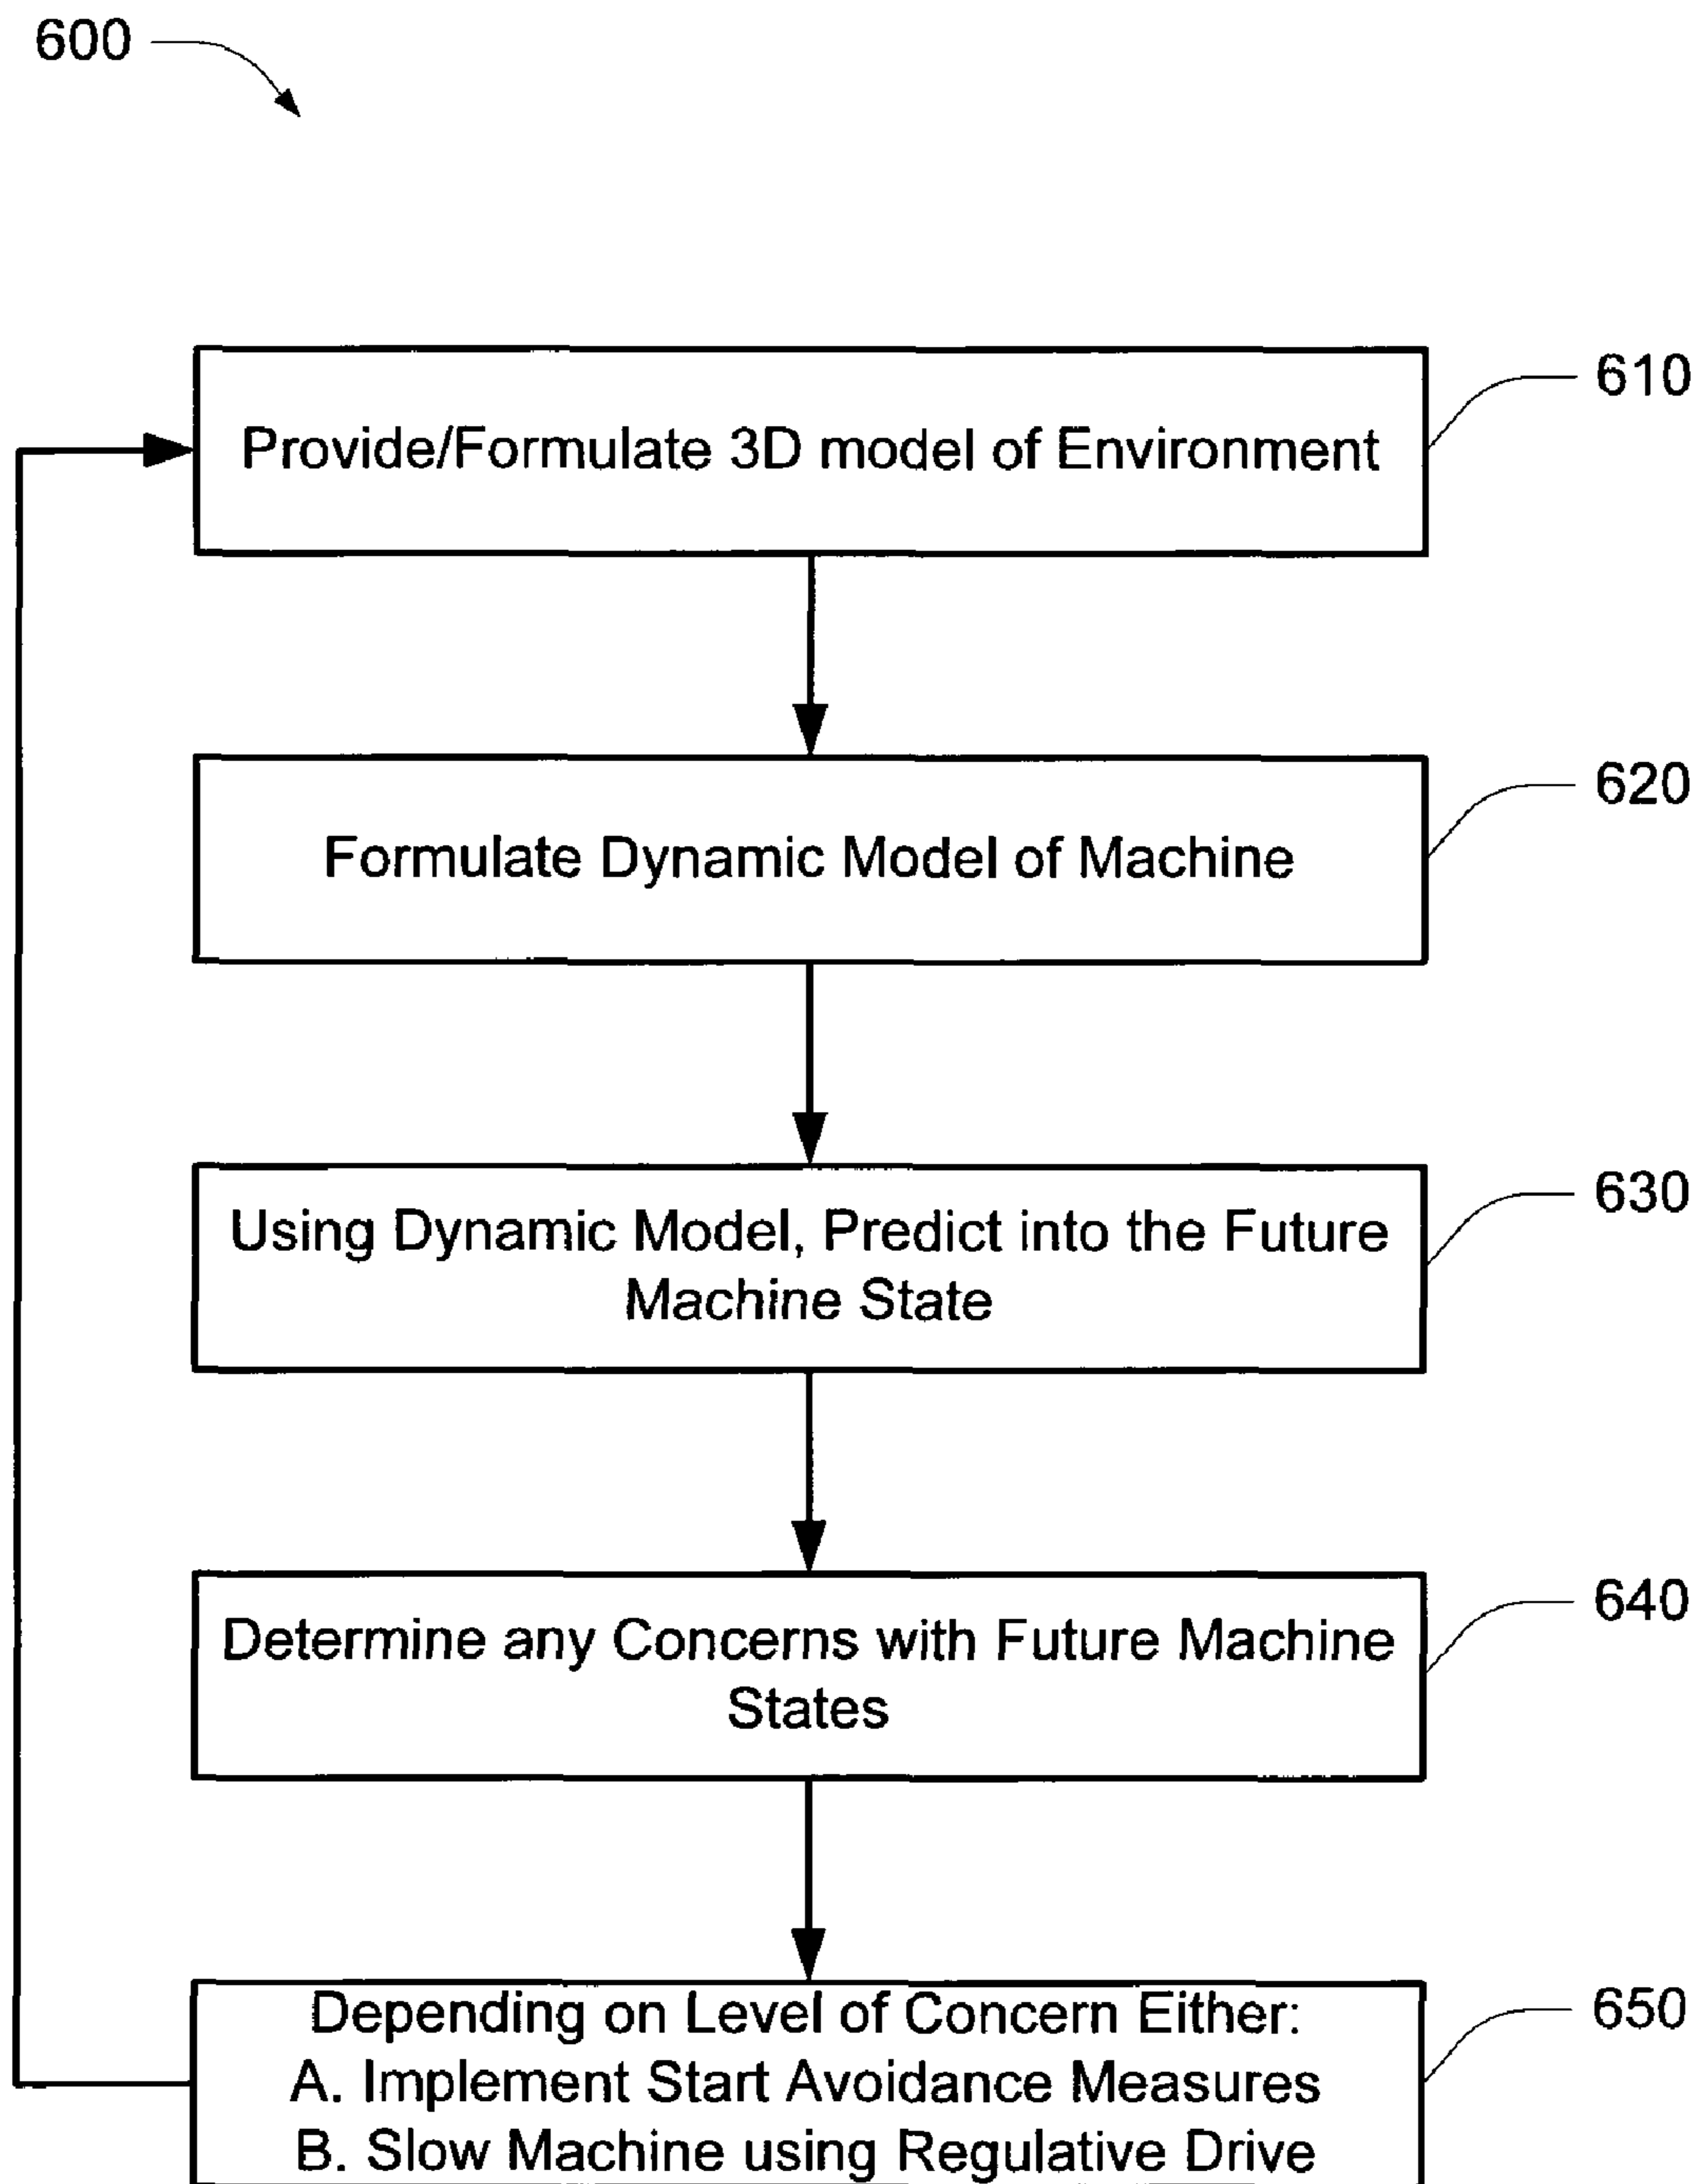 600
610
Provide/Formulate 3D model of Environment
620
Formulate Dynamic Model of Machine
630
Using Dynamic Model, Predict into the Future
Machine State
640
Determine any Concerns with Future Machine
States
650
Depending on Level of Concern Either:
A. Implement Start Avoidance Measures
B. Slow Machine using Regulative Drive